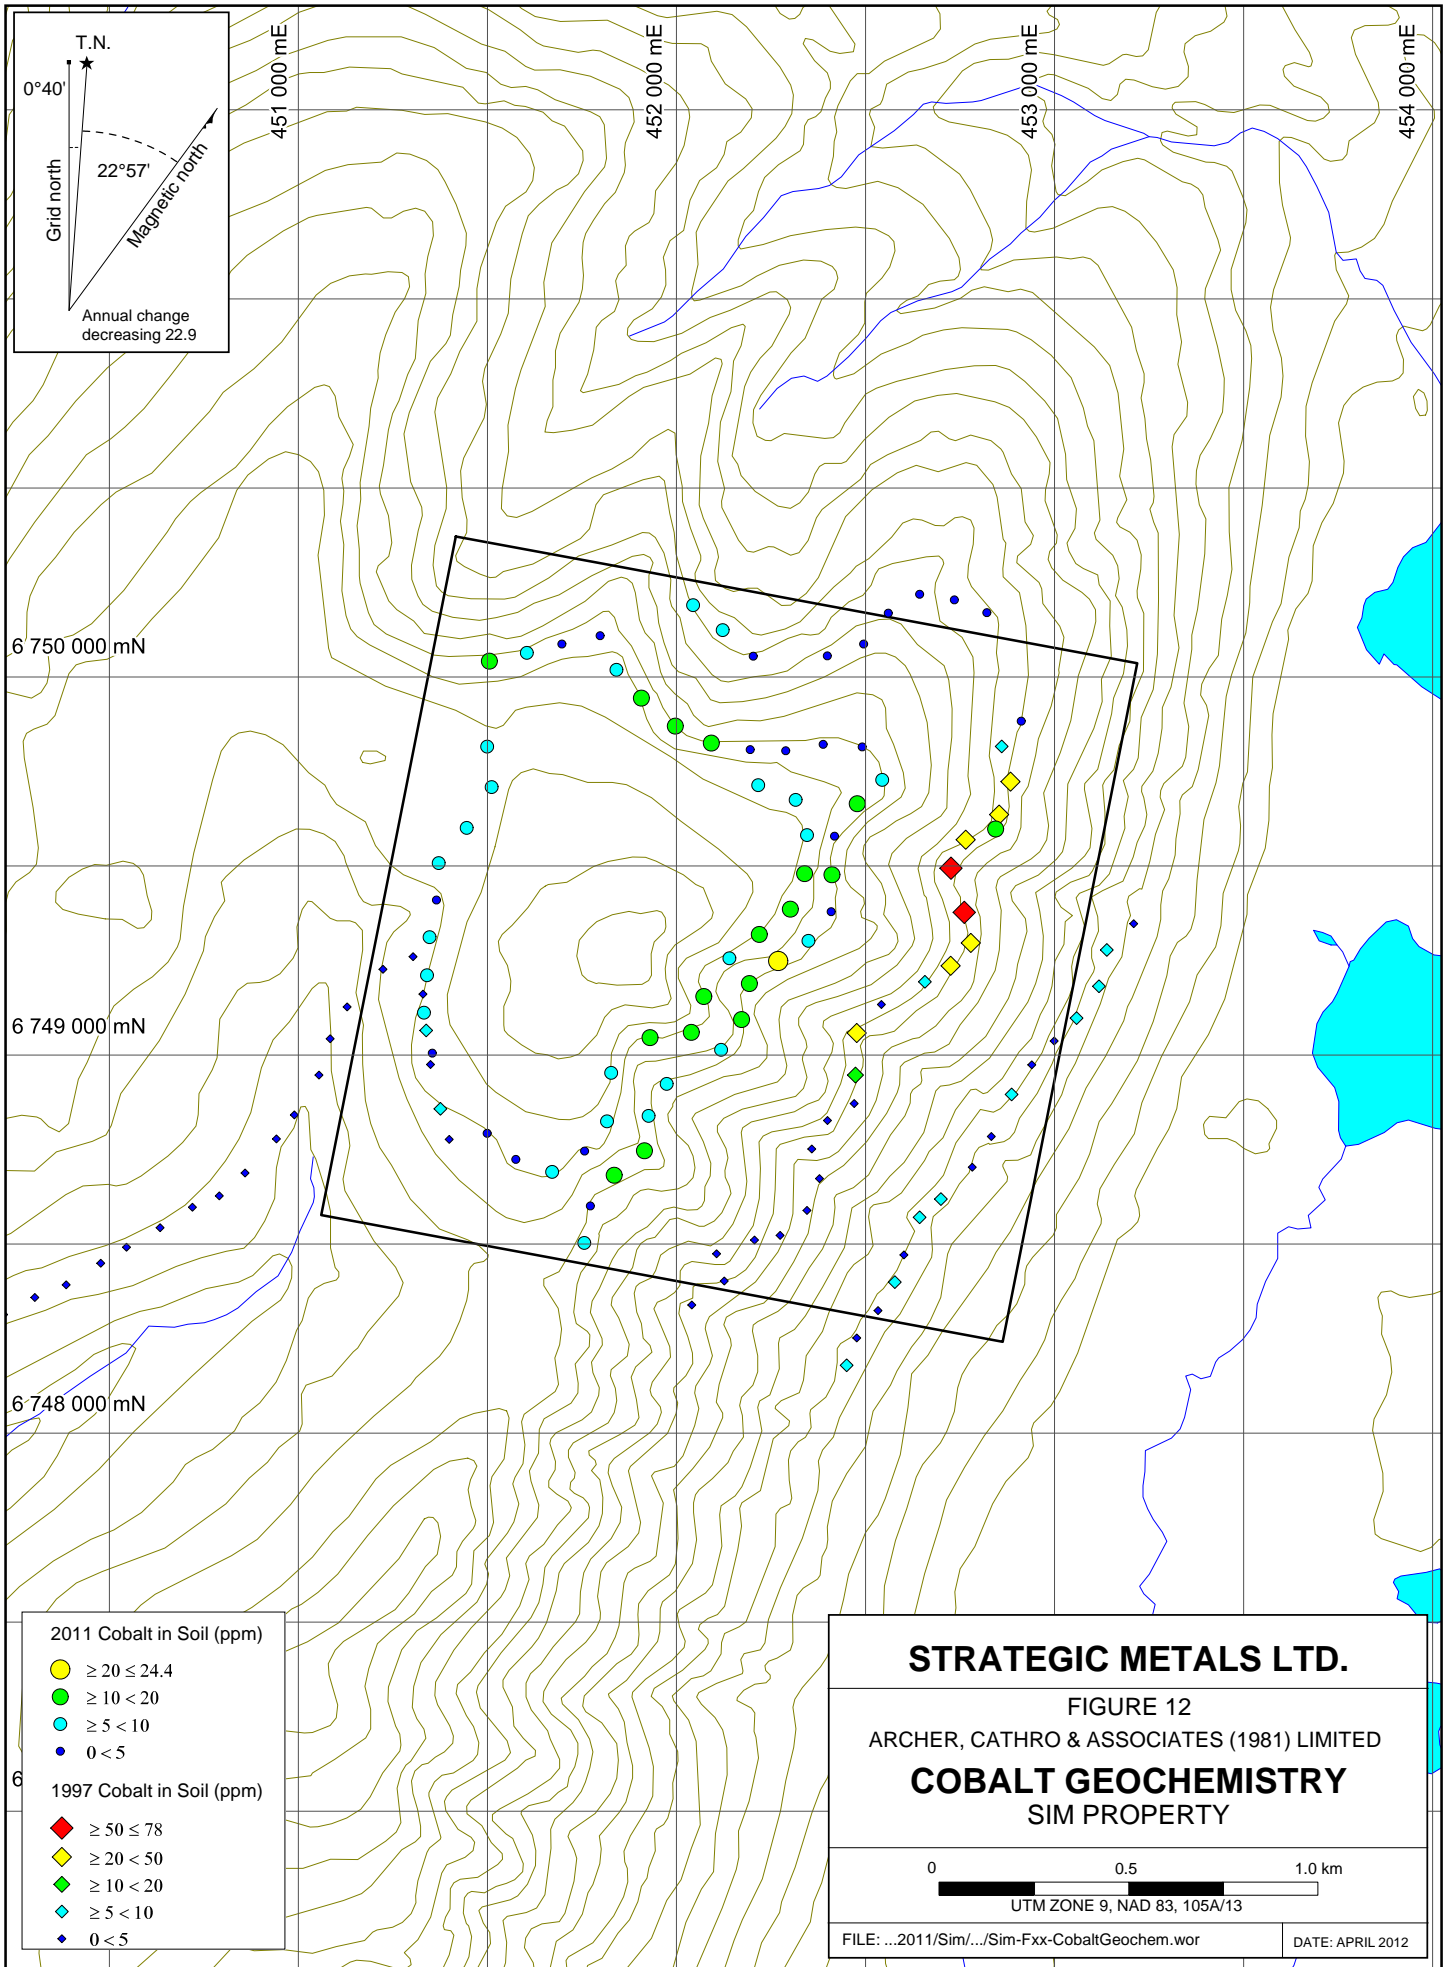 T.N.
0°40'
22°57'
Grid north
Magnetic north
Annual change
decreasing 22.9
451 000 mE
452 000 mE
453 000 mE
454 000 mE
6 750 000 mN
6 749 000 mN
6 748 000 mN
6
2011 Cobalt in Soil (ppm)
≥ 20 ≤ 24.4
≥ 10 < 20
≥ 5 < 10
0 < 5
1997 Cobalt in Soil (ppm)
≥ 50 ≤ 78
≥ 20 < 50
≥ 10 < 20
≥ 5 < 10
0 < 5
STRATEGIC METALS LTD.
FIGURE 12
ARCHER, CATHRO & ASSOCIATES (1981) LIMITED
COBALT GEOCHEMISTRY
SIM PROPERTY
0 0.5 1.0 km
UTM ZONE 9, NAD 83, 105A/13
FILE: ...2011/Sim/.../Sim-Fxx-CobaltGeochem.wor
DATE: APRIL 2012